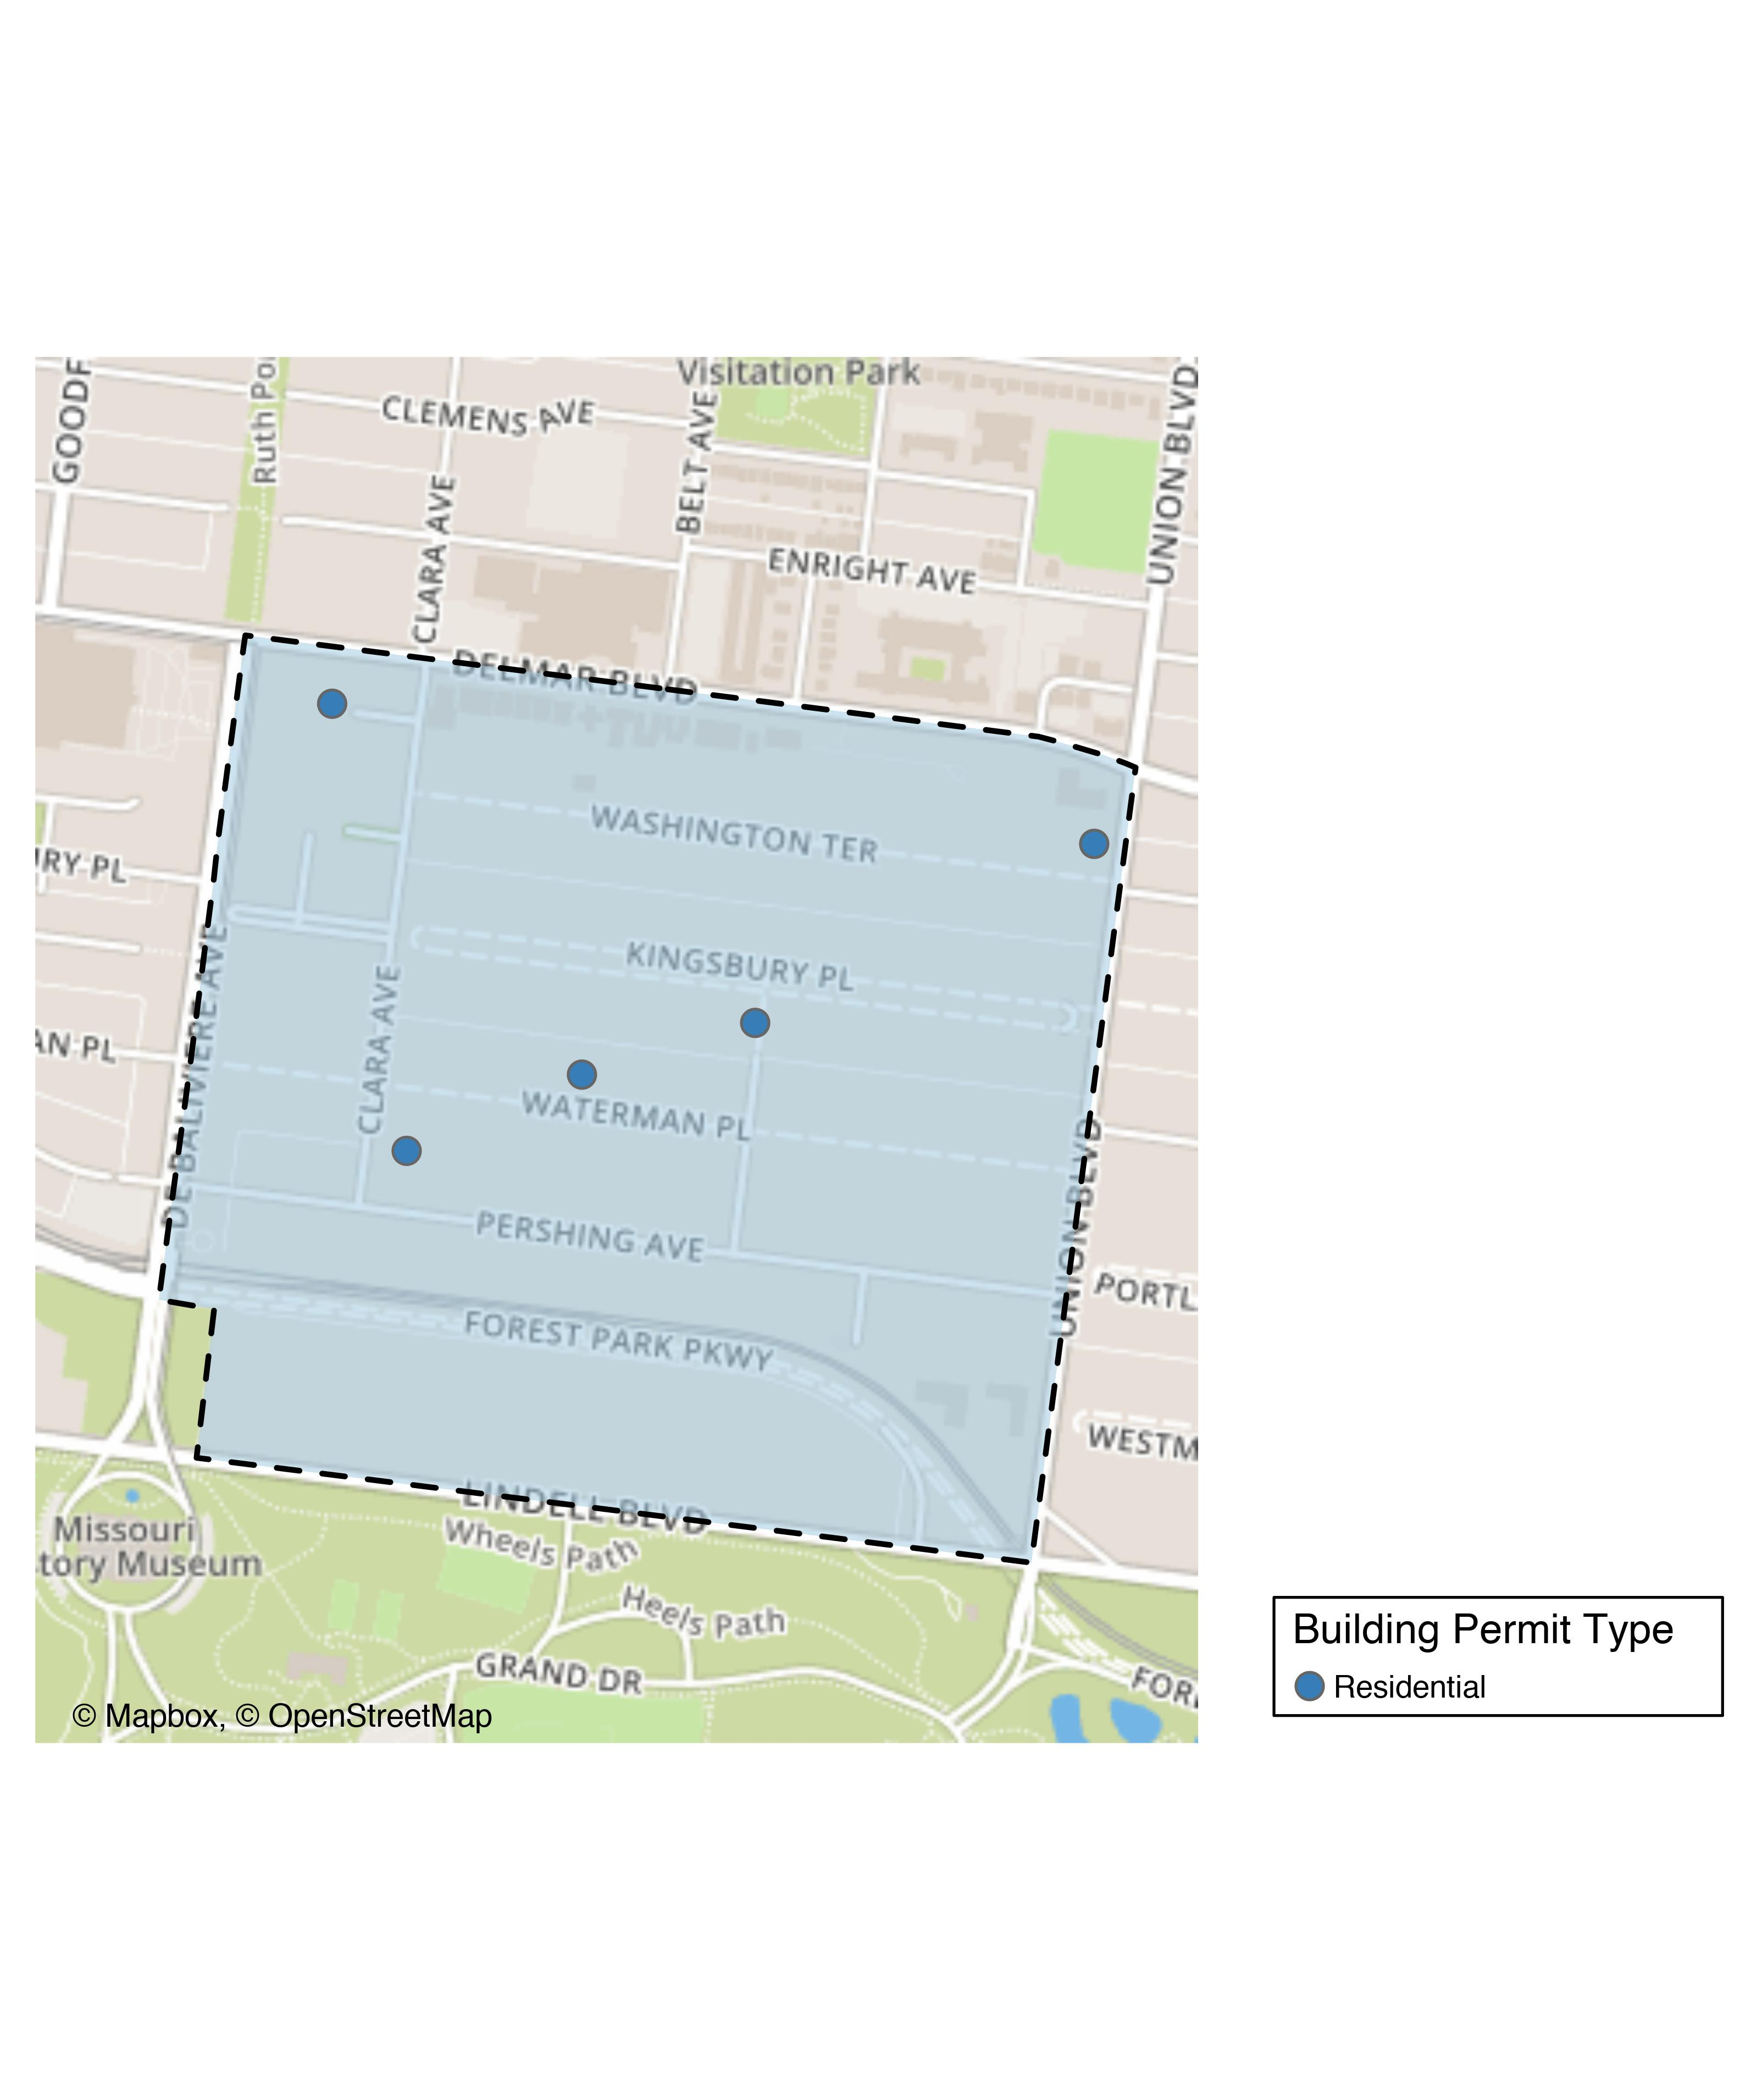 Visitation Park
GOODF
Ruth Po
CLEMENS AVE
BELT AVE
UNION BLVD
CLARA AVE
ENRIGHT AVE
DELMAR BLVD
WASHINGTON TER
URY PL
KINGSBURY PL
DE BALIVIERE AVE
CLARA AVE
AN PL
WATERMAN PL
UNION BLVD
PERSHING AVE
PORTL
FOREST PARK PKWY
WESTM
LINDELL BLVD
Missouri
tory Museum
Wheels Path
Heels Path
GRAND DR
FOR
© Mapbox, © OpenStreetMap
Building Permit Type
Residential